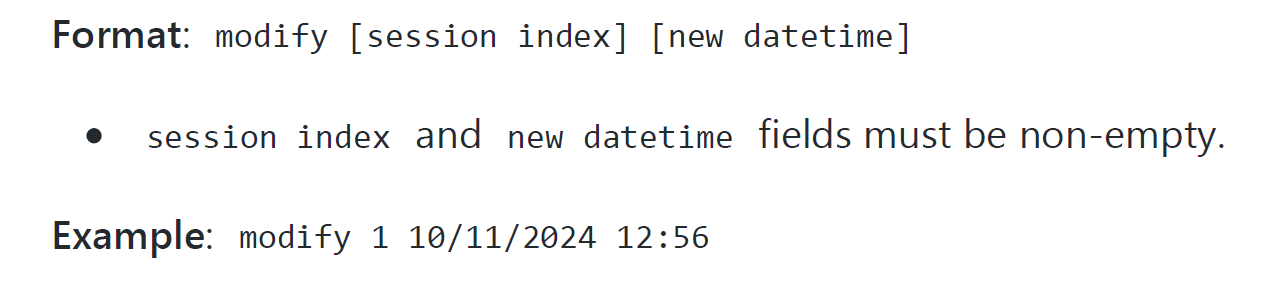 Format: modify [session index] [new datetime]
• session index and new datetime fields must be non-empty.
Example: modify 1 10/11/2024 12:56